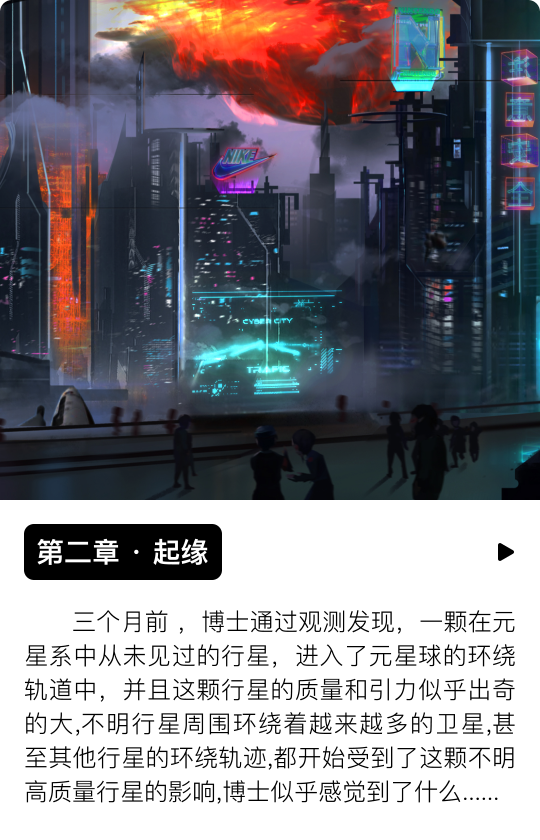 N
NIKE
CYBER CITY
TRAFIC
第二章 · 起缘
三个月前 ，博士通过观测发现，一颗在元
星系中从未见过的行星，进入了元星球的环绕
轨道中，并且这颗行星的质量和引力似乎出奇
的大,不明行星周围环绕着越来越多的卫星,甚
至其他行星的环绕轨迹,都开始受到了这颗不明
高质量行星的影响,博士似乎感觉到了什么......